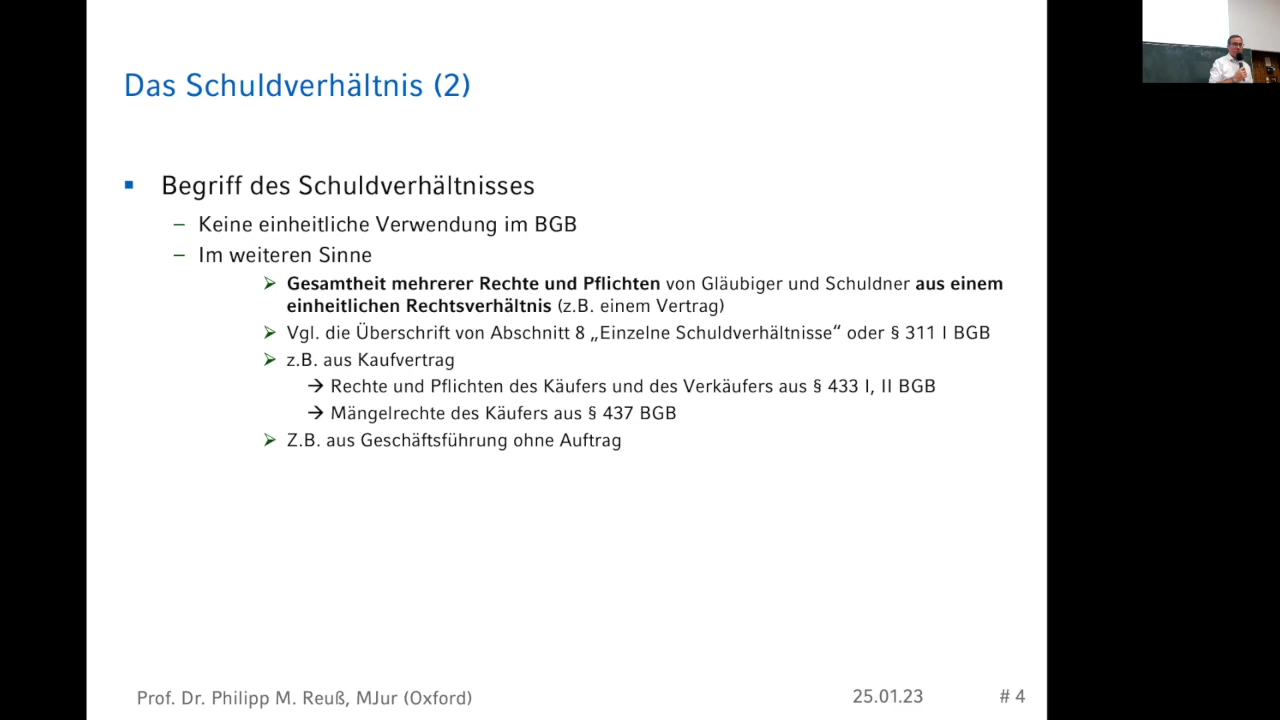 Das Schuldverhältnis (2)
Begriff des Schuldverhältnisses
– Keine einheitliche Verwendung im BGB
– Im weiteren Sinne
Gesamtheit mehrerer Rechte und Pflichten von Gläubiger und Schuldner aus einem
einheitlichen Rechtsverhältnis (z.B. einem Vertrag)
Vgl. die Überschrift von Abschnitt 8 „Einzelne Schuldverhältnisse“ oder § 311 I BGB
z.B. aus Kaufvertrag
→ Rechte und Pflichten des Käufers und des Verkäufers aus § 433 I, II BGB
→ Mängelrechte des Käufers aus § 437 BGB
Z.B. aus Geschäftsführung ohne Auftrag
Prof. Dr. Philipp M. Reuß, MJur (Oxford) 25.01.23 # 4